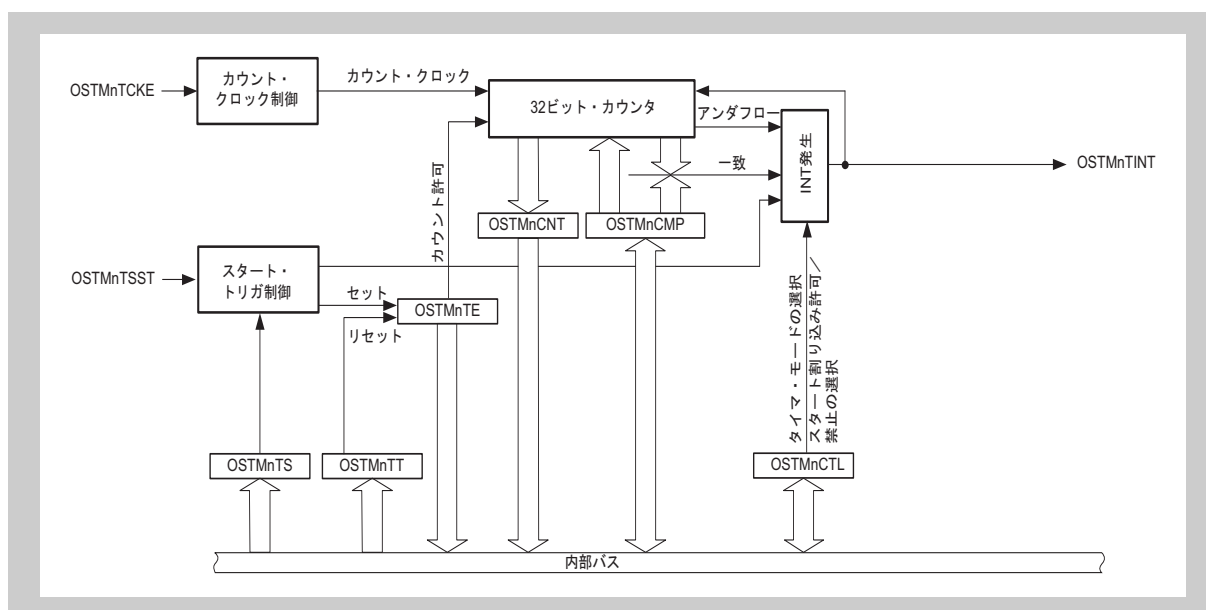 OSTMnTCKE
カウント・
クロック制御
カウント・クロック
32ビット・カウンタ
アンダフロー
一致
INT発生
OSTMnTINT
カウント許可
OSTMnCNT
OSTMnCMP
OSTMnTSST
スタート・
トリガ制御
セット
リセット
OSTMnTE
タイマ・モードの選択
スタート割り込み許可／
禁止の選択
OSTMnTS
OSTMnTT
OSTMnCTL
内部バス